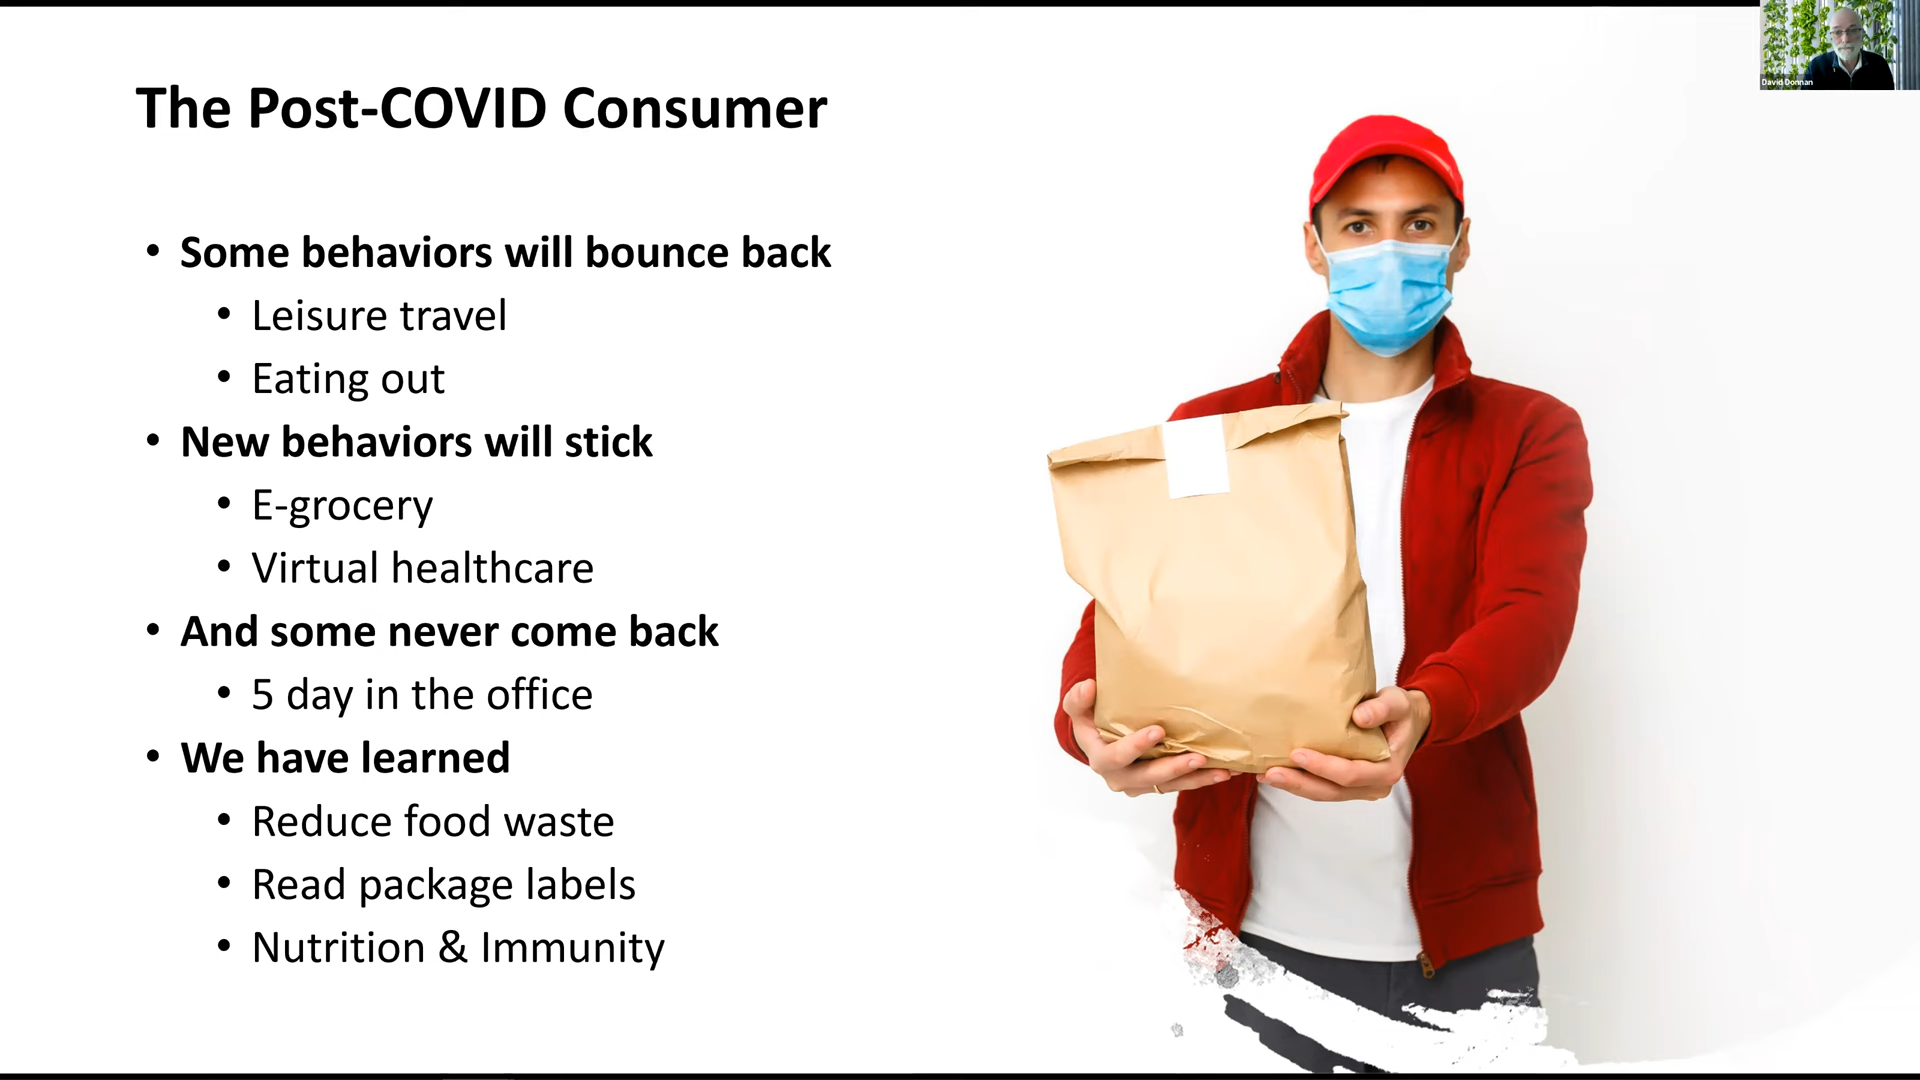 The Post-COVID Consumer
• Some behaviors will bounce back
• Leisure travel
• Eating out
• New behaviors will stick
• E-grocery
• Virtual healthcare
• And some never come back
• 5 day in the office
• We have learned
• Reduce food waste
• Read package labels
• Nutrition & Immunity
David Donnan